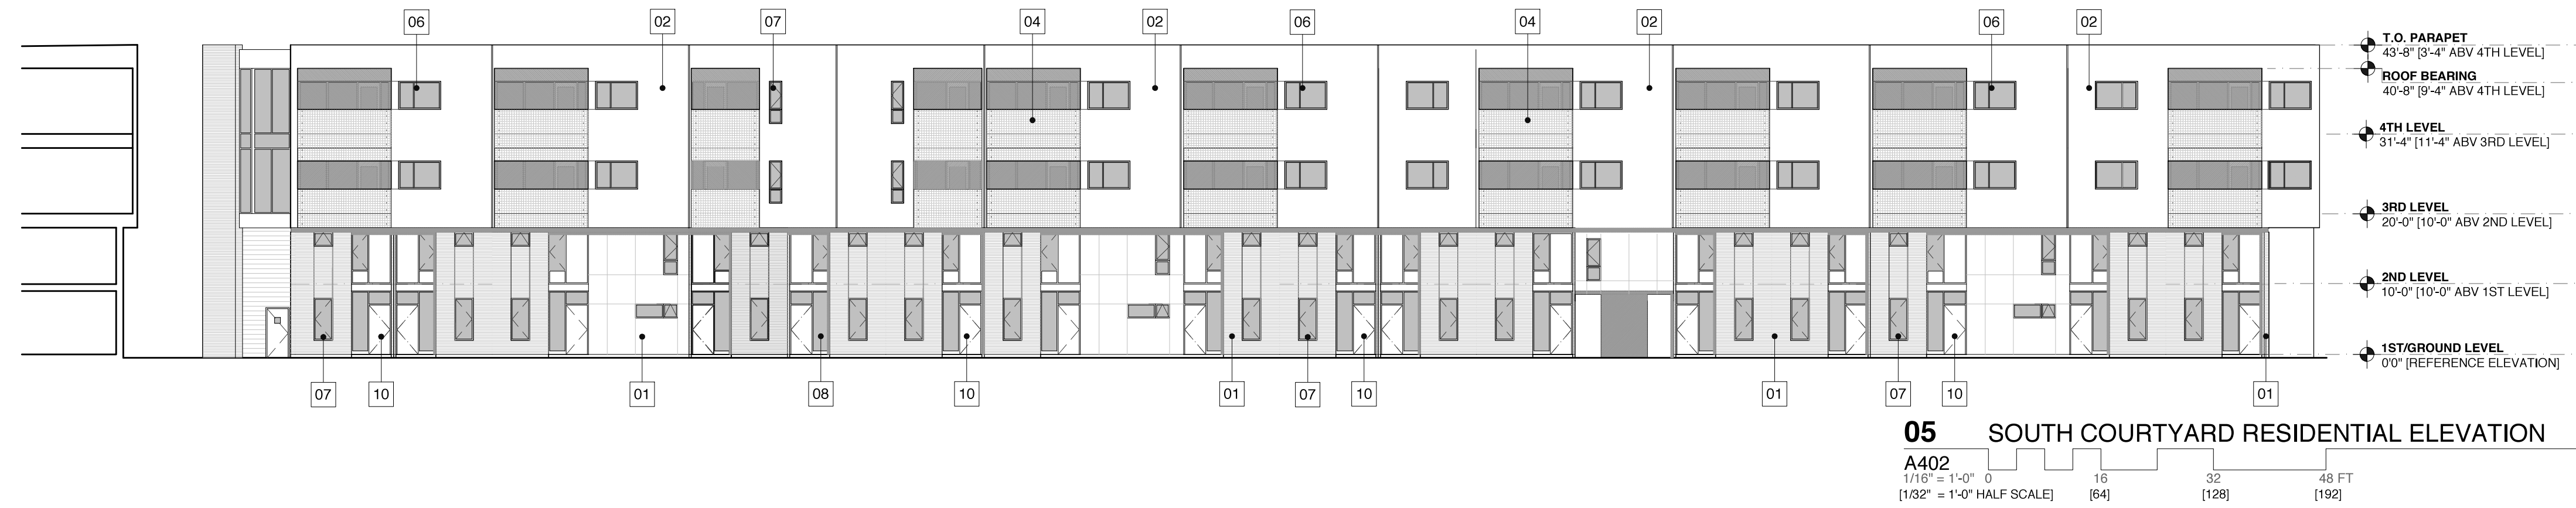 06
02
07
04
02
06
04
02
06
02
T.O. PARAPET
43'-8" [3'-4" ABV 4TH LEVEL]
ROOF BEARING
40'-8" [9'-4" ABV 4TH LEVEL]
4TH LEVEL
31'-4" [11'-4" ABV 3RD LEVEL]
3RD LEVEL
20'-0" [10'-0" ABV 2ND LEVEL]
2ND LEVEL
10'-0" [10'-0" ABV 1ST LEVEL]
1ST/GROUND LEVEL
0'0" [REFERENCE ELEVATION]
07
10
01
08
10
01
07
10
01
07
10
01
05 SOUTH COURTYARD RESIDENTIAL ELEVATION
A402
1/16" = 1'-0" 0 16 32 48 FT
[1/32" = 1'-0" HALF SCALE] [64] [128] [192]